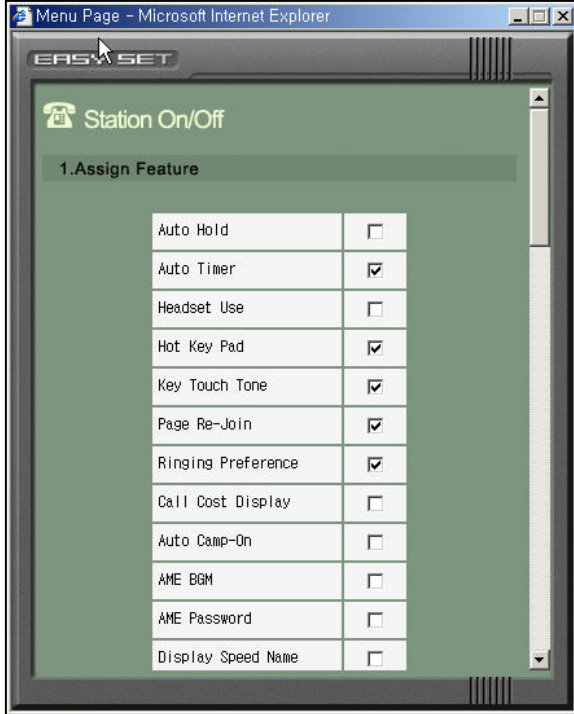 Menu Page - Microsoft Internet Explorer
EASY SET
Station On/Off
1.Assign Feature
Auto Hold
Auto Timer
Headset Use
Hot Key Pad
Key Touch Tone
Page Re-Join
Ringing Preference
Call Cost Display
Auto Camp-On
AME BGM
AME Password
Display Speed Name